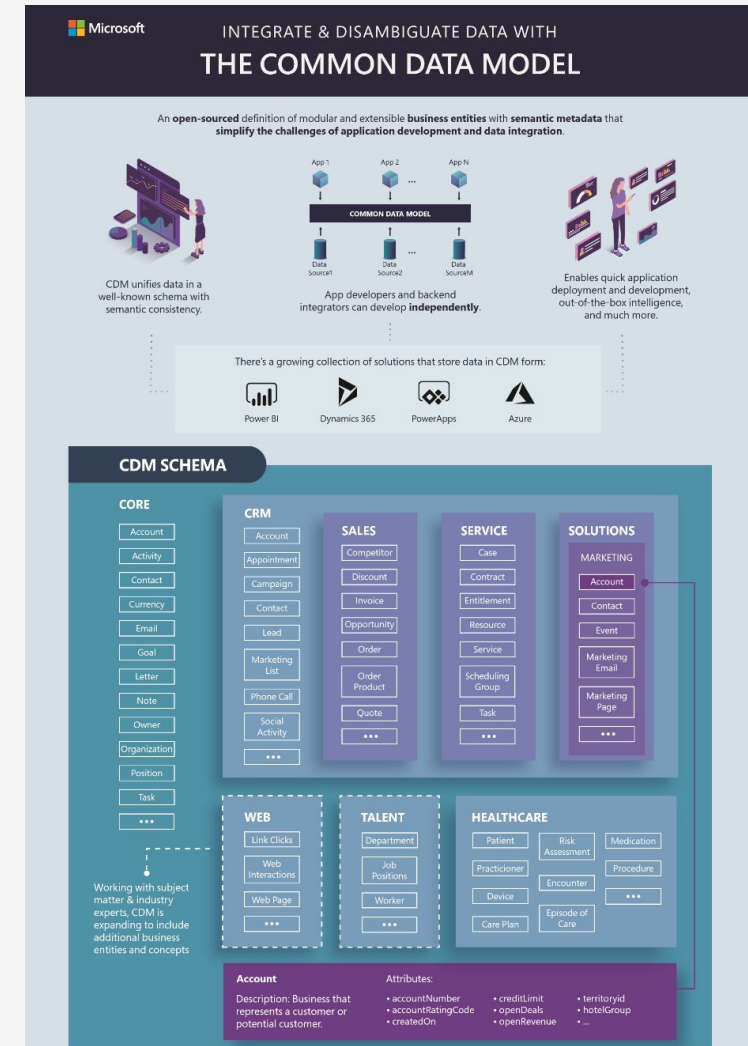 Microsoft
INTEGRATE & DISAMBIGUATE DATA WITH
THE COMMON DATA MODEL
An open-sourced definition of modular and extensible business entities with semantic metadata that
simplify the challenges of application development and data integration.
CDM unifies data in a
well-known schema with
semantic consistency.
App 1
App 2
...
App N
COMMON DATA MODEL
Data
Source1
Data
Source2
...
Data
SourceM
App developers and backend
integrators can develop independently.
Enables quick application
deployment and development,
out-of-the-box intelligence,
and much more.
There's a growing collection of solutions that store data in CDM form:
Power BI
Dynamics 365
PowerApps
Azure
CDM SCHEMA
CORE
Account
Activity
Contact
Currency
Email
Goal
Letter
Note
Owner
Organization
Position
Task
•••
CRM
Account
Appointment
Campaign
Contact
Lead
Marketing
List
Phone Call
Social
Activity
•••
SALES
Competitor
Discount
Invoice
Opportunity
Order
Order
Product
Quote
•••
SERVICE
Case
Contract
Entitlement
Resource
Service
Scheduling
Group
Task
•••
SOLUTIONS
MARKETING
Account
Contact
Event
Marketing
Email
Marketing
Page
•••
Working with subject
matter & industry
experts, CDM is
expanding to include
additional business
entities and concepts
WEB
Link Clicks
Web
Interactions
Web Page
•••
TALENT
Department
Job
Positions
Worker
•••
HEALTHCARE
Patient
Practicioner
Device
Care Plan
Risk
Assessment
Encounter
Episode of
Care
Medication
Procedure
•••
Account
Description: Business that
represents a customer or
potential customer.
Attributes:
• accountNumber
• accountRatingCode
• createdOn
• creditLimit
• openDeals
• openRevenue
• territoryid
• hotelGroup
• ...